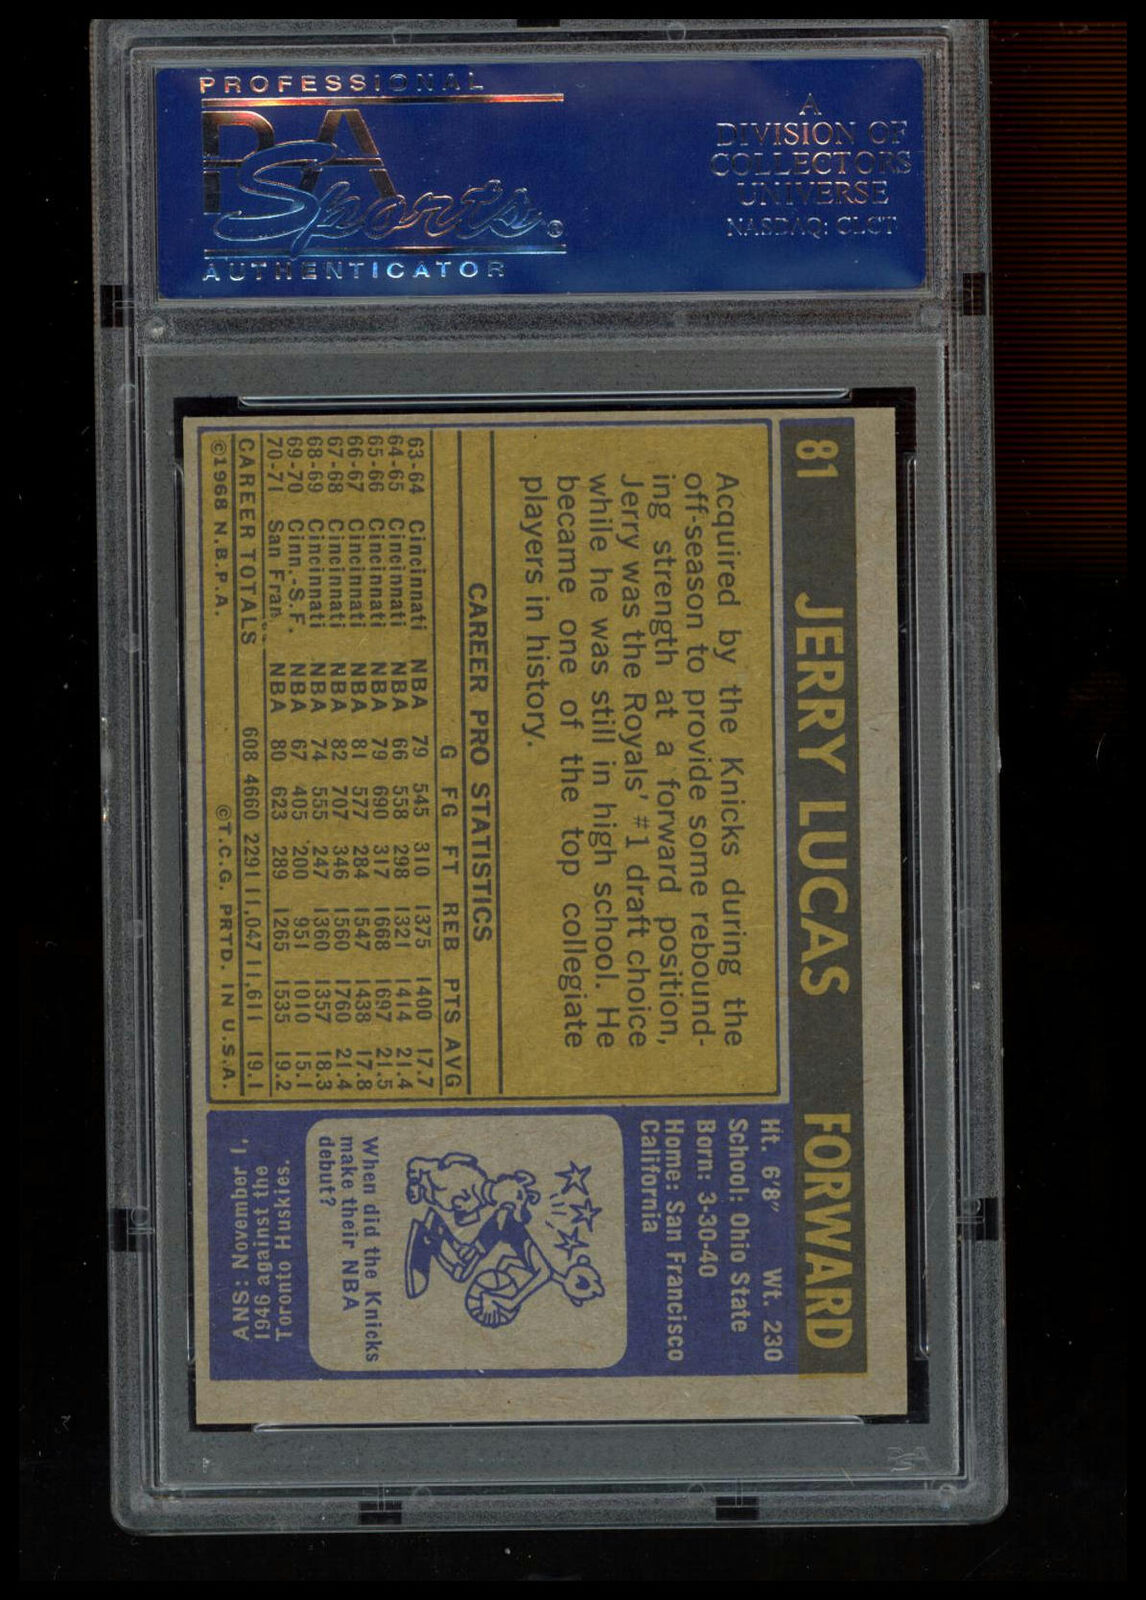 PROFESSIONAL
PSA
Sports®
AUTHENTICATOR
A
DIVISION OF
COLLECTORS
UNIVERSE
NASDAQ: CLCT
81 JERRY LUCAS FORWARD
Acquired by the Knicks during the
off-season to provide some rebound-
ing strength at a forward position,
Jerry was the Royals' #1 draft choice
while he was still in high school. He
became one of the top collegiate
players in history.
CAREER PRO STATISTICS
G FG FT REB PTS AVG
63-64 Cincinnati NBA 79 545 310 1375 1400 17.7
64-65 Cincinnati NBA 66 558 298 1321 1414 21.4
65-66 Cincinnati NBA 79 690 317 1668 1697 21.5
66-67 Cincinnati NBA 81 577 284 1547 1438 17.8
67-68 Cincinnati NBA 82 707 346 1560 1760 21.4
68-69 Cincinnati NBA 74 555 247 1360 1357 18.3
69-70 Cinn.-S.F. NBA 67 405 200 951 1010 15.1
70-71 San Fran. NBA 80 623 289 1265 1535 19.2
CAREER TOTALS 608 4660 2291 11,047 11,611 19.1
©1968 N.B.P.A. ©T.C.G. PRTD. IN U.S.A.
Ht. 6'8" Wt. 230
School: Ohio State
Born: 3-30-40
Home: San Francisco
California
When did the Knicks
make their NBA
debut?
ANS: November 1,
1946 against the
Toronto Huskies.
PSA